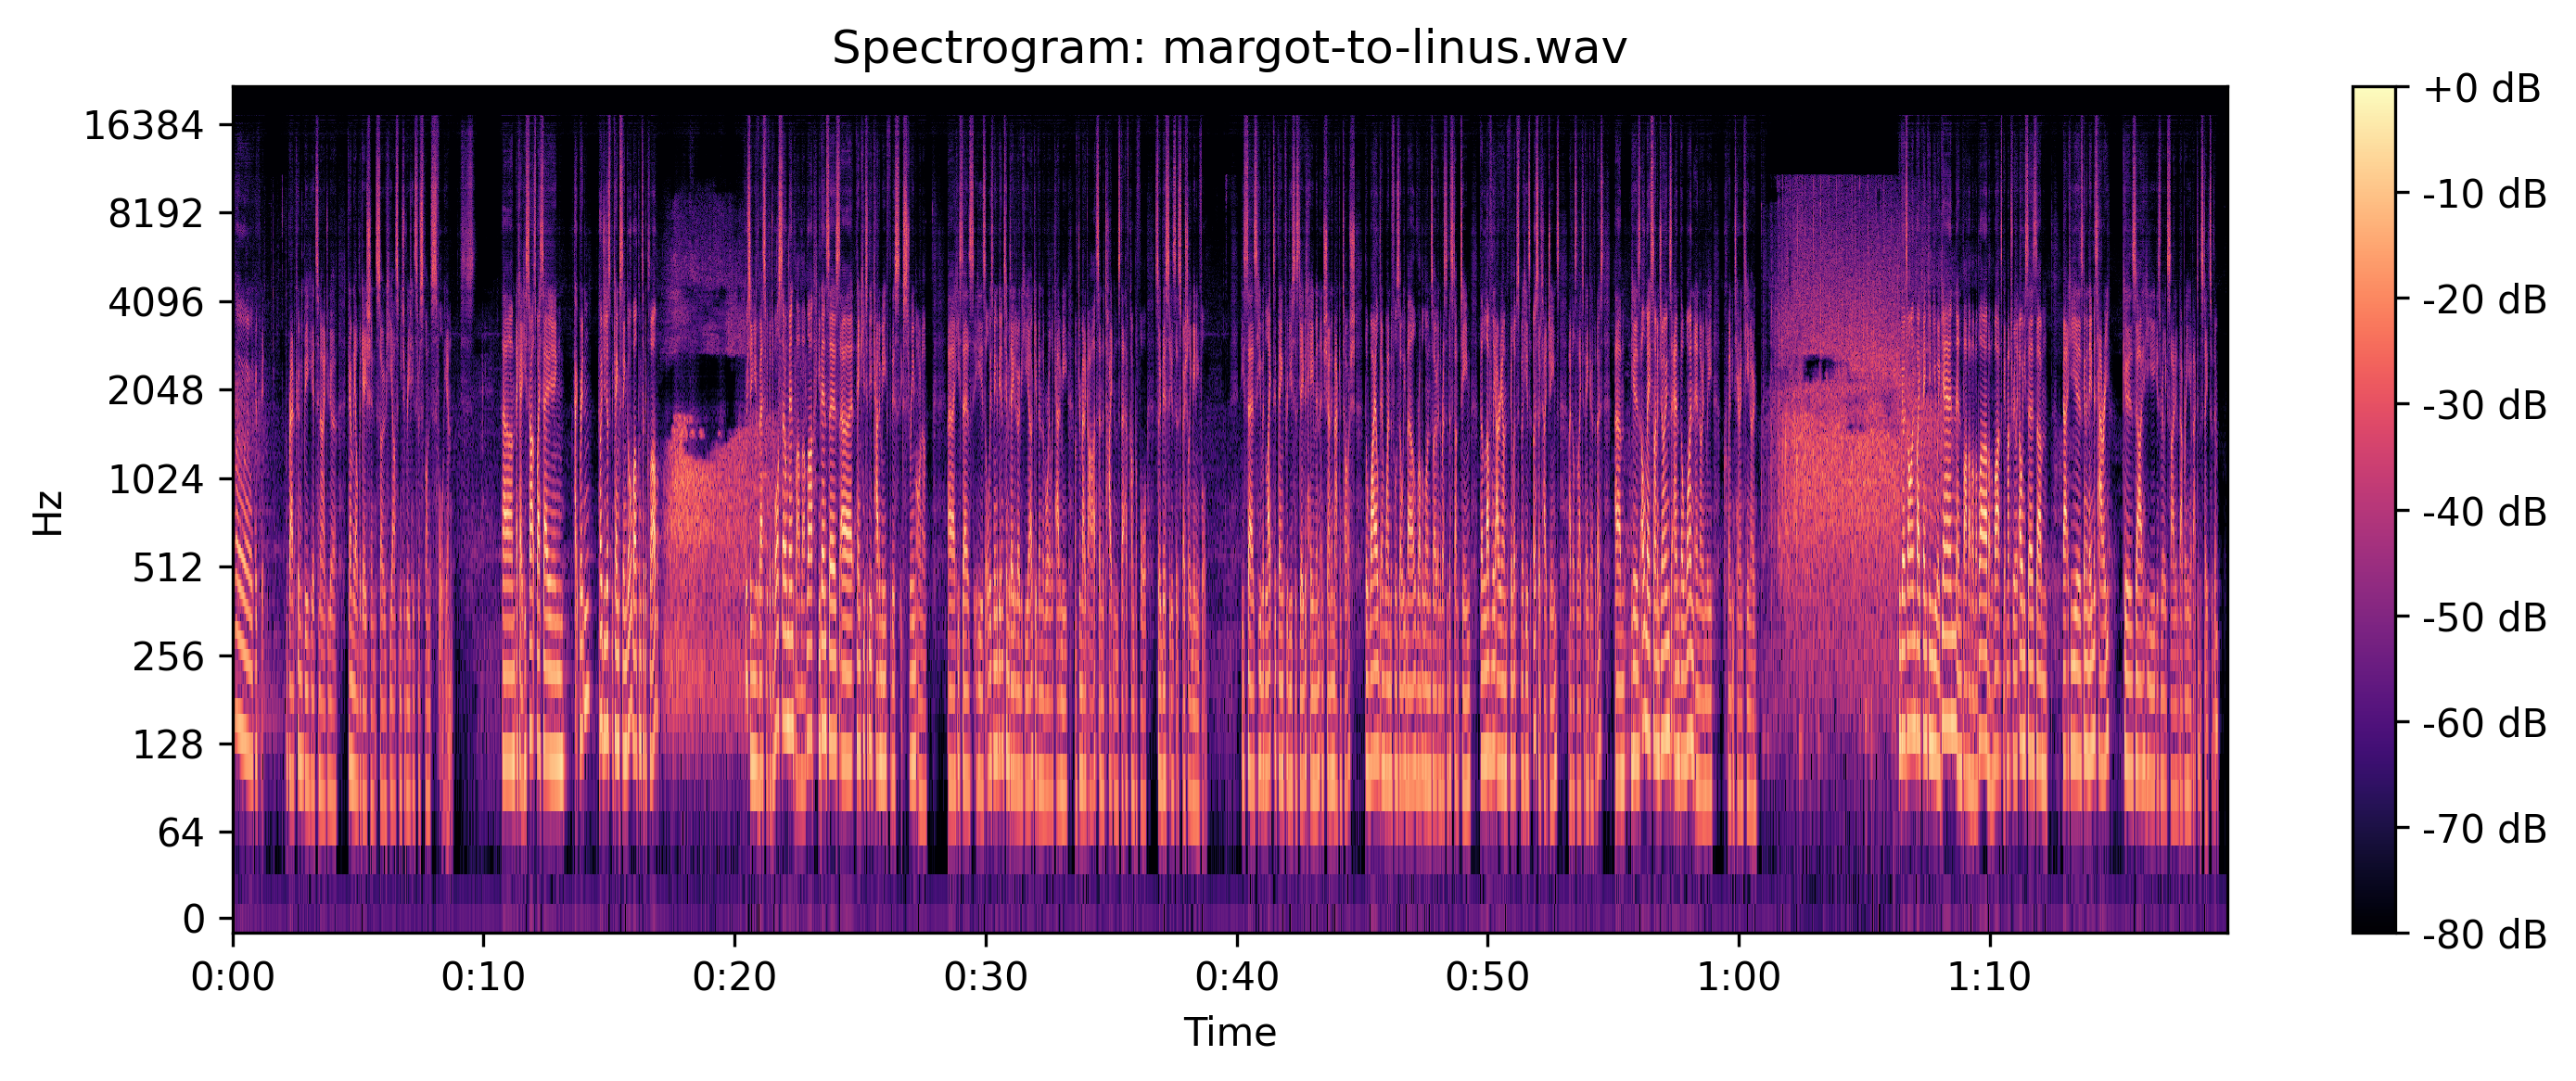 Spectrogram: margot-to-linus.wav
Hz
16384
8192
4096
2048
1024
512
256
128
64
0
0:00 0:10 0:20 0:30 0:40 0:50 1:00 1:10
Time
+0 dB
-10 dB
-20 dB
-30 dB
-40 dB
-50 dB
-60 dB
-70 dB
-80 dB